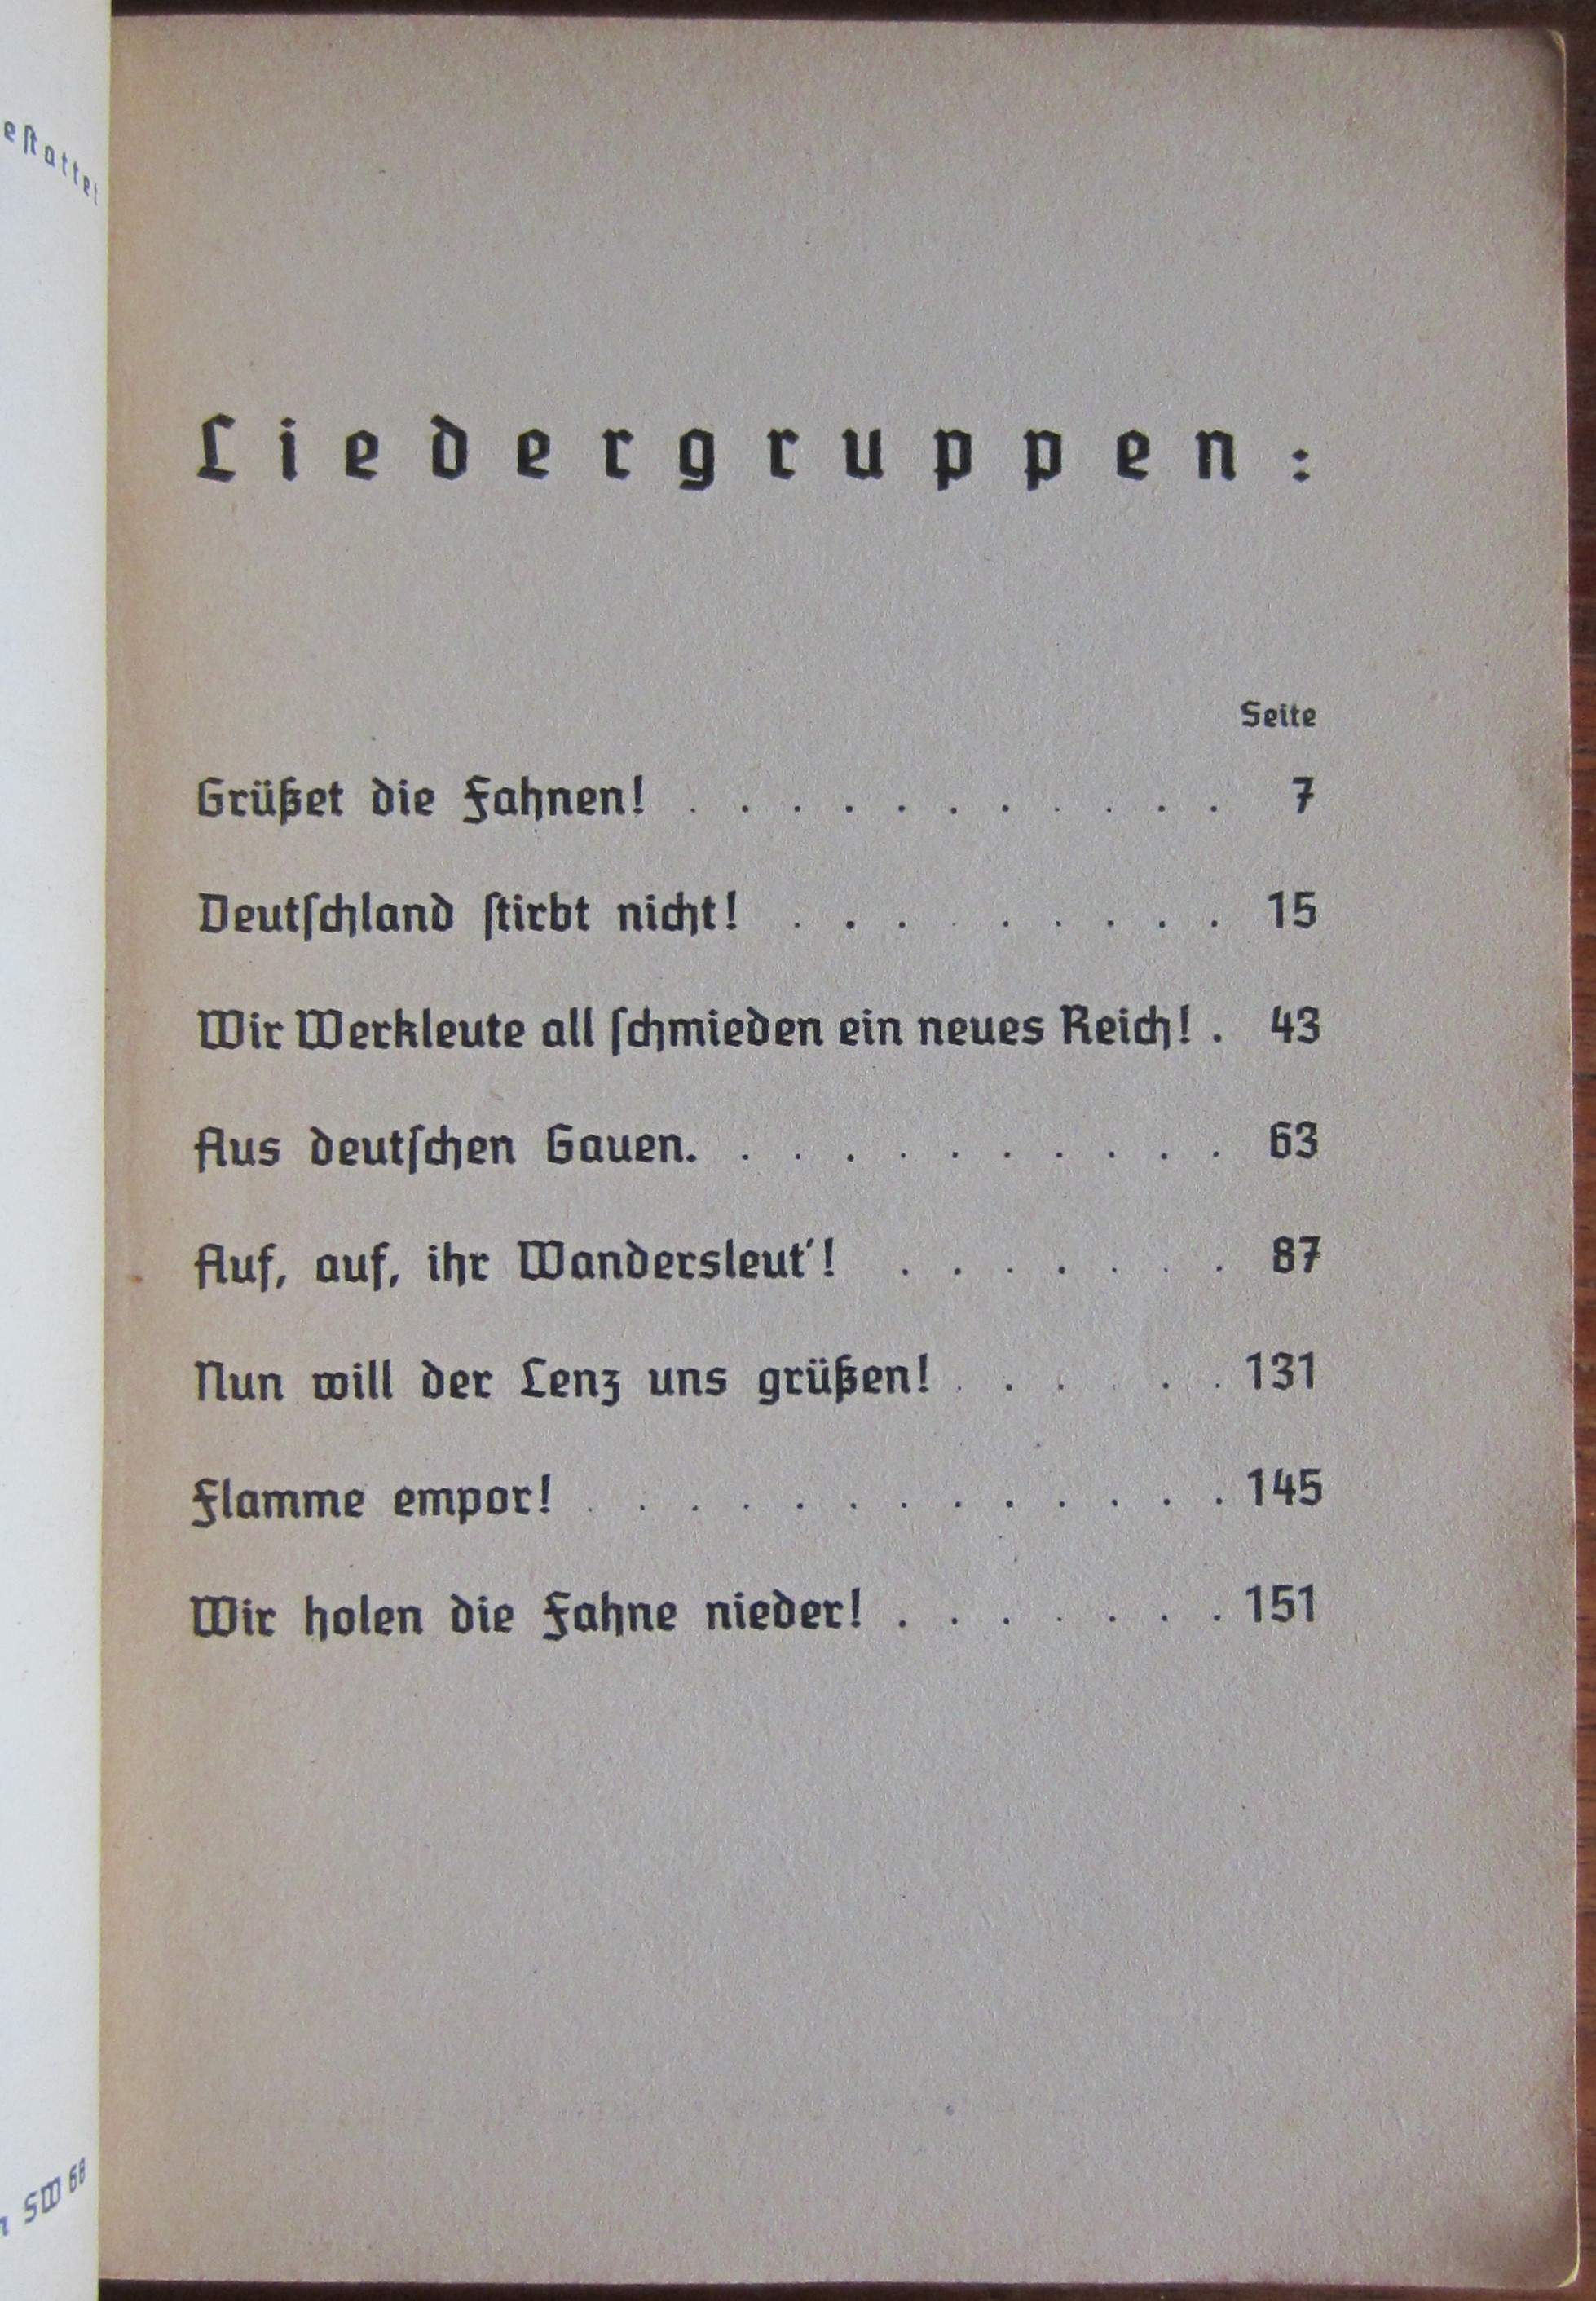 Liedergruppen:
Seite
Grüßet die Fahnen! . . . . . . . . . . . 7
Deutſchland ſtirbt nicht! . . . . . . . . . 15
Wir Werkleute all ſchmieden ein neues Reich! . 43
Aus deutſchen Gauen. . . . . . . . . . . 63
Auf, auf, ihr Wandersleut'! . . . . . . . 87
Nun will der Lenz uns grüßen! . . . . . . 131
Flamme empor! . . . . . . . . . . . . . 145
Wir holen die Fahne nieder! . . . . . . . 151
SW 68